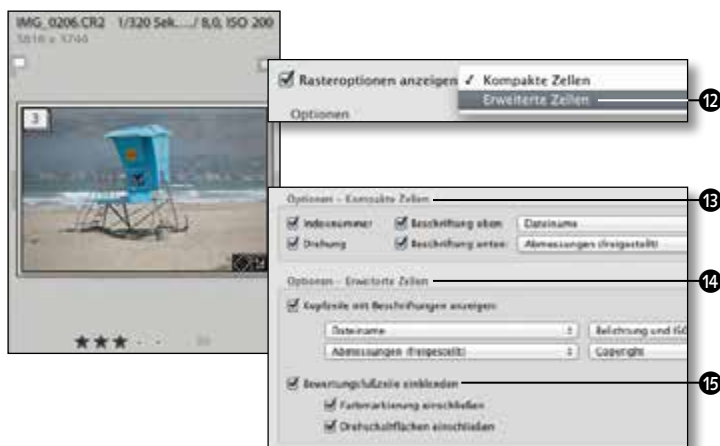 IMG_0206.CR2 1/320 Sek..../ 8,0, ISO 200
5616 x 3744
3
Rasteroptionen anzeigen ✓ Kompakte Zellen
Erweiterte Zellen
12
Optionen
Optionen – Kompakte Zellen
13
Indexnummer Beschriftung oben: Dateiname
Drehung Beschriftung unten: Abmessungen (freigestellt)
Optionen – Erweiterte Zellen
14
Kopfzeile mit Beschriftungen anzeigen:
Dateiname Belichtung und ISO
Abmessungen (freigestellt) Copyright
Bewertungsfußzeile einblenden
15
Farbmarkierung einschließen
Drehschaltflächen einschließen